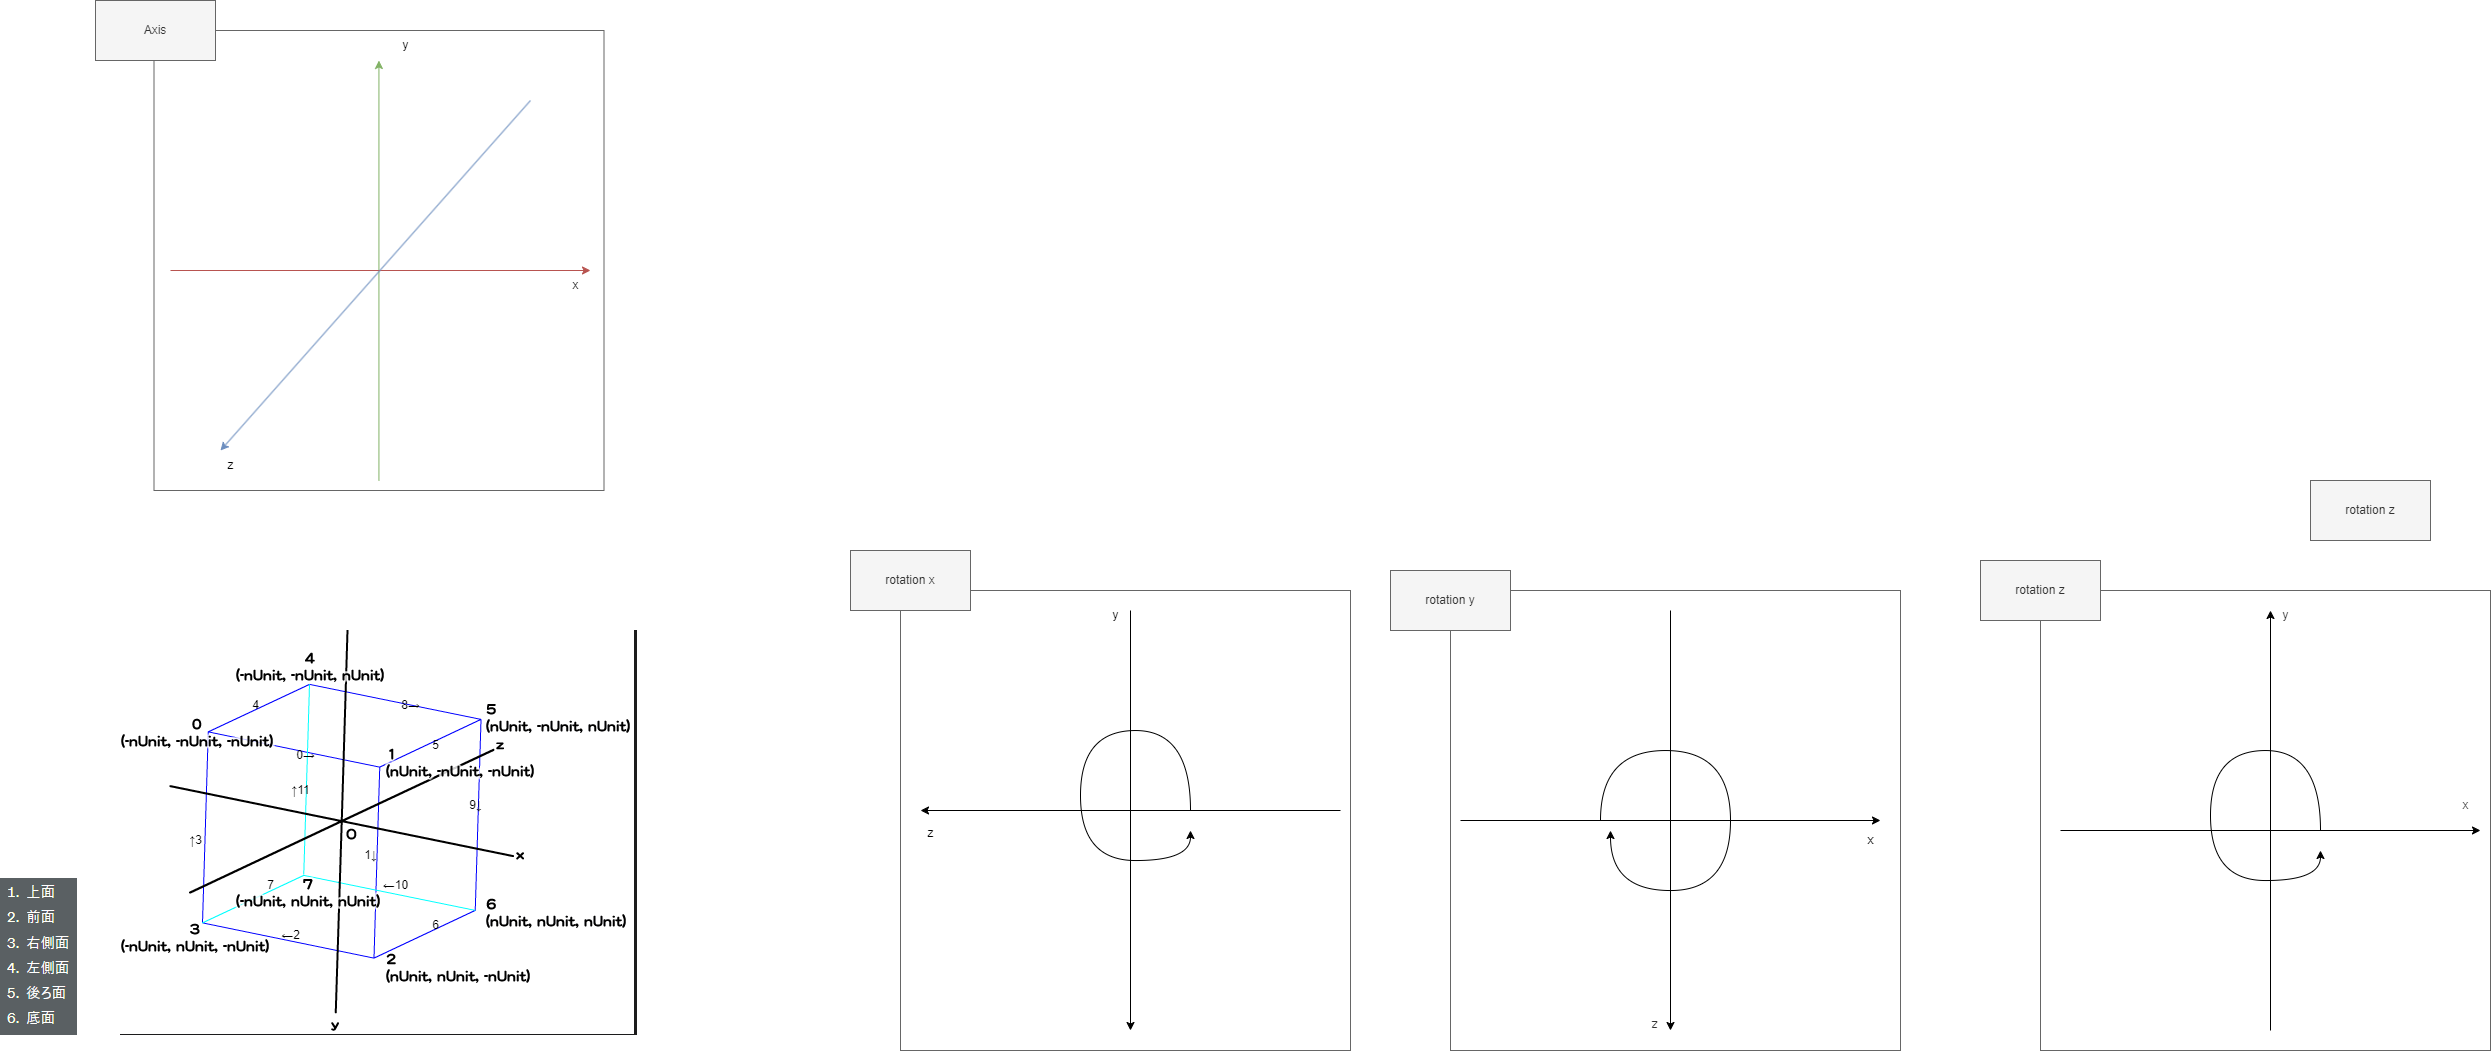 Axis
y
x
z
rotation z
rotation x
y
z
rotation y
x
z
rotation z
y
x
4
(-nUnit, -nUnit, nUnit)
4
8→
5
(nUnit, -nUnit, nUnit)
0
(-nUnit, -nUnit, -nUnit)
0→
5
z
1
(nUnit, -nUnit, -nUnit)
↑11
9↓
0
↑3
1↓
x
7
7
←10
(-nUnit, nUnit, nUnit)
6
(nUnit, nUnit, nUnit)
3
←2
6
(-nUnit, nUnit, -nUnit)
2
(nUnit, nUnit, -nUnit)
y
1. 上面
2. 前面
3. 右側面
4. 左側面
5. 後ろ面
6. 底面